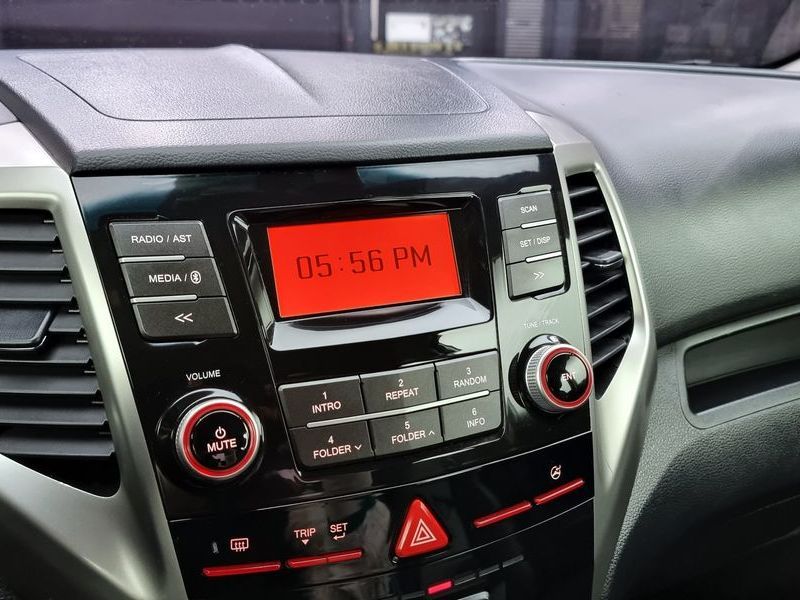 RADIO / AST
MEDIA /
<<
VOLUME
MUTE
05:56 PM
SCAN
SET / DISP
>>
TUNE / TRACK
ENT
1
INTRO
2
REPEAT
3
RANDOM
4
FOLDER
5
FOLDER
6
INFO
TRIP
SET